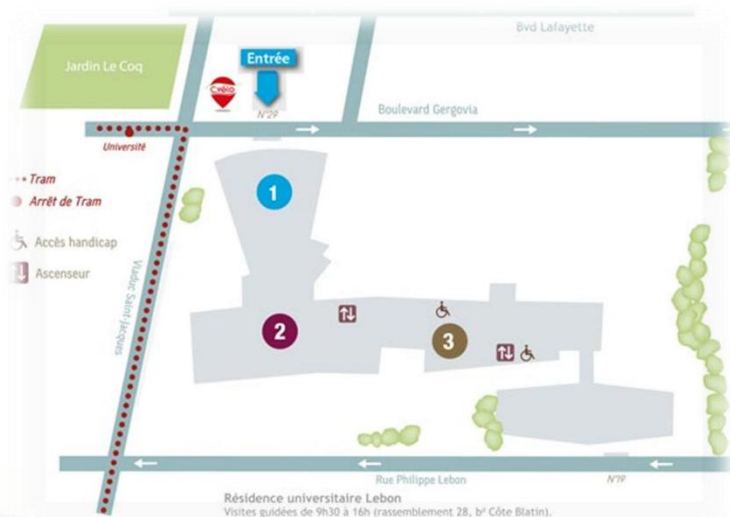 Bvd Lafayette
Jardin Le Coq
Entrée
C.vélo
N°29
Boulevard Gergovia
Université
1
Tram
Arrêt de Tram
Accès handicap
Ascenseur
Viaduc Saint-Jacques
2
3
Rue Philippe Lebon
N°19
Résidence universitaire Lebon
Visites guidées de 9h30 à 16h (rassemblement 28, bᵈ Côte Blatin).